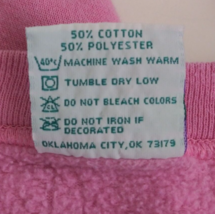 50% COTTON
50% POLYESTER
40°C MACHINE WASH WARM
TUMBLE DRY LOW
DO NOT BLEACH COLORS
DO NOT IRON IF
DECORATED
OKLAHOMA CITY, OK 73179